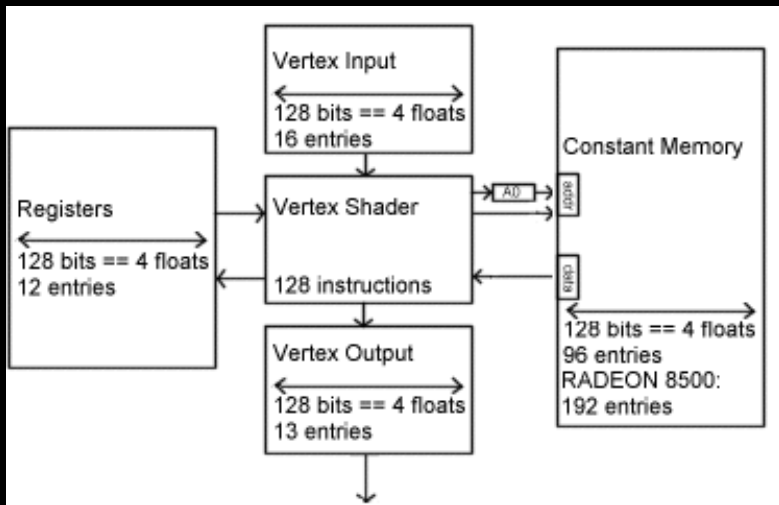 Vertex Input
128 bits == 4 floats
16 entries
Registers
128 bits == 4 floats
12 entries
Vertex Shader
128 instructions
A0
Constant Memory
addr
data
128 bits == 4 floats
96 entries
RADEON 8500:
192 entries
Vertex Output
128 bits == 4 floats
13 entries